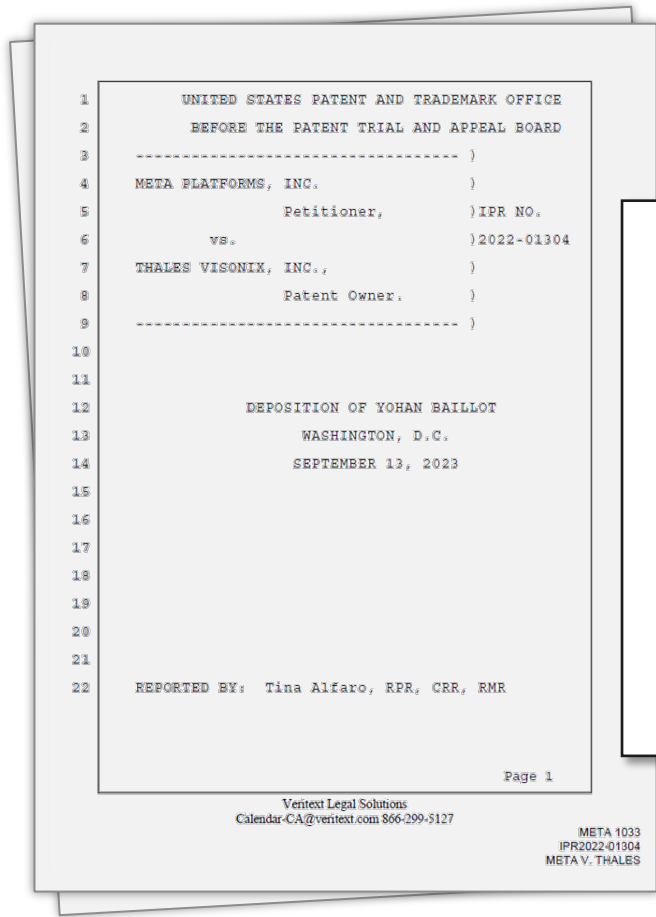 1 UNITED STATES PATENT AND TRADEMARK OFFICE
2 BEFORE THE PATENT TRIAL AND APPEAL BOARD
3 ----------------------------------- )
4 META PLATFORMS, INC. )
5 Petitioner, )IPR NO.
6 vs. )2022-01304
7 THALES VISONIX, INC., )
8 Patent Owner. )
9 ----------------------------------- )
10
11
12 DEPOSITION OF YOHAN BAILLOT
13 WASHINGTON, D.C.
14 SEPTEMBER 13, 2023
15
16
17
18
19
20
21
22 REPORTED BY: Tina Alfaro, RPR, CRR, RMR
Page 1
Veritext Legal Solutions
Calendar-CA@veritext.com 866-299-5127
META 1033
IPR2022-01304
META V. THALES